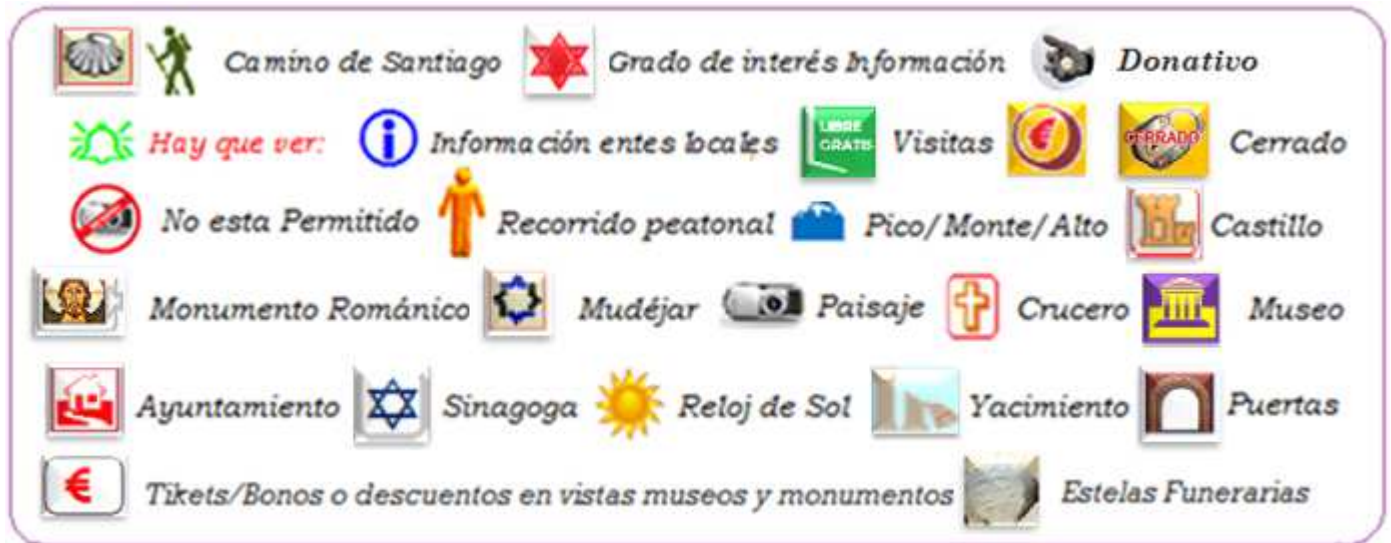 Camino de Santiago Grado de interés Información Donativo
Hay que ver: i Información entes locales LIBRE GRATIS Visitas € CERRADO Cerrado
No esta Permitido Recorrido peatonal Pico/Monte/Alto Castillo
Monumento Románico Mudéjar Paisaje Crucero Museo
Ayuntamiento Sinagoga Reloj de Sol Yacimiento Puertas
€ Tikets/Bonos o descuentos en vistas museos y monumentos Estelas Funerarias